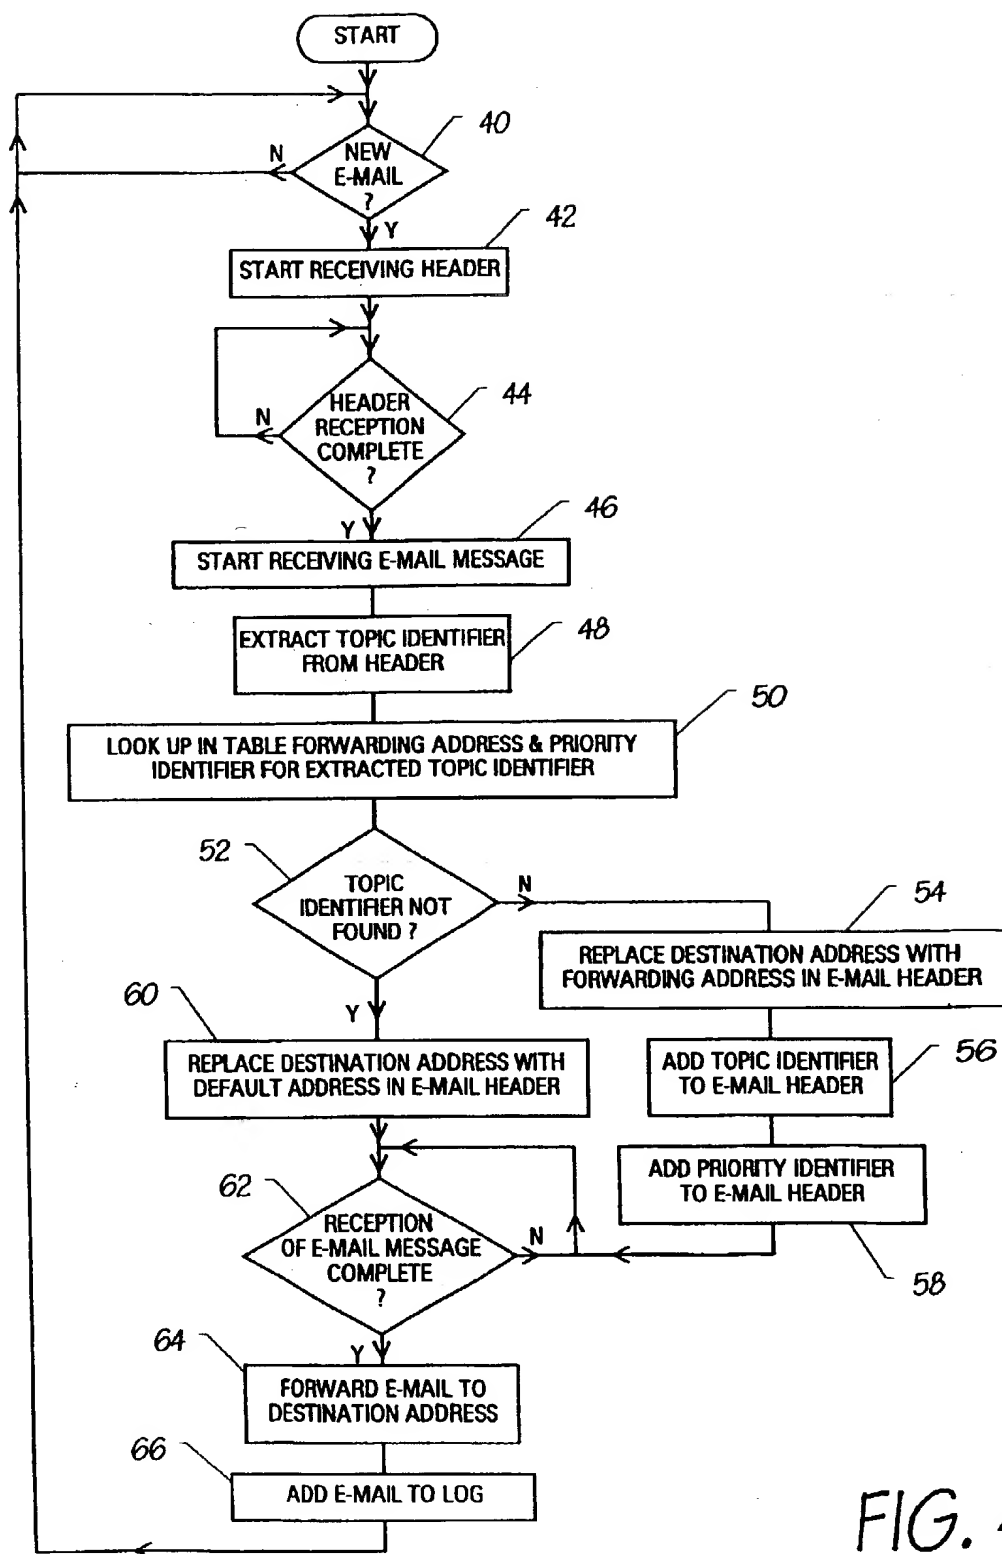 START
40
NEW
E-MAIL
?
N
Y
42
START RECEIVING HEADER
44
HEADER
RECEPTION
COMPLETE
?
N
Y
46
START RECEIVING E-MAIL MESSAGE
48
EXTRACT TOPIC IDENTIFIER
FROM HEADER
50
LOOK UP IN TABLE FORWARDING ADDRESS & PRIORITY
IDENTIFIER FOR EXTRACTED TOPIC IDENTIFIER
52
TOPIC
IDENTIFIER NOT
FOUND ?
N
Y
54
REPLACE DESTINATION ADDRESS WITH
FORWARDING ADDRESS IN E-MAIL HEADER
60
REPLACE DESTINATION ADDRESS WITH
DEFAULT ADDRESS IN E-MAIL HEADER
56
ADD TOPIC IDENTIFIER
TO E-MAIL HEADER
ADD PRIORITY IDENTIFIER
TO E-MAIL HEADER
58
62
RECEPTION
OF E-MAIL MESSAGE
COMPLETE
?
N
Y
64
FORWARD E-MAIL TO
DESTINATION ADDRESS
66
ADD E-MAIL TO LOG
FIG.